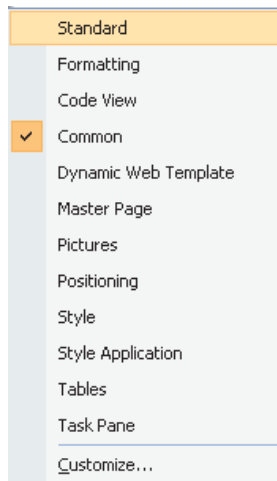 Standard
Formatting
Code View
Common
Dynamic Web Template
Master Page
Pictures
Positioning
Style
Style Application
Tables
Task Pane
Customize...